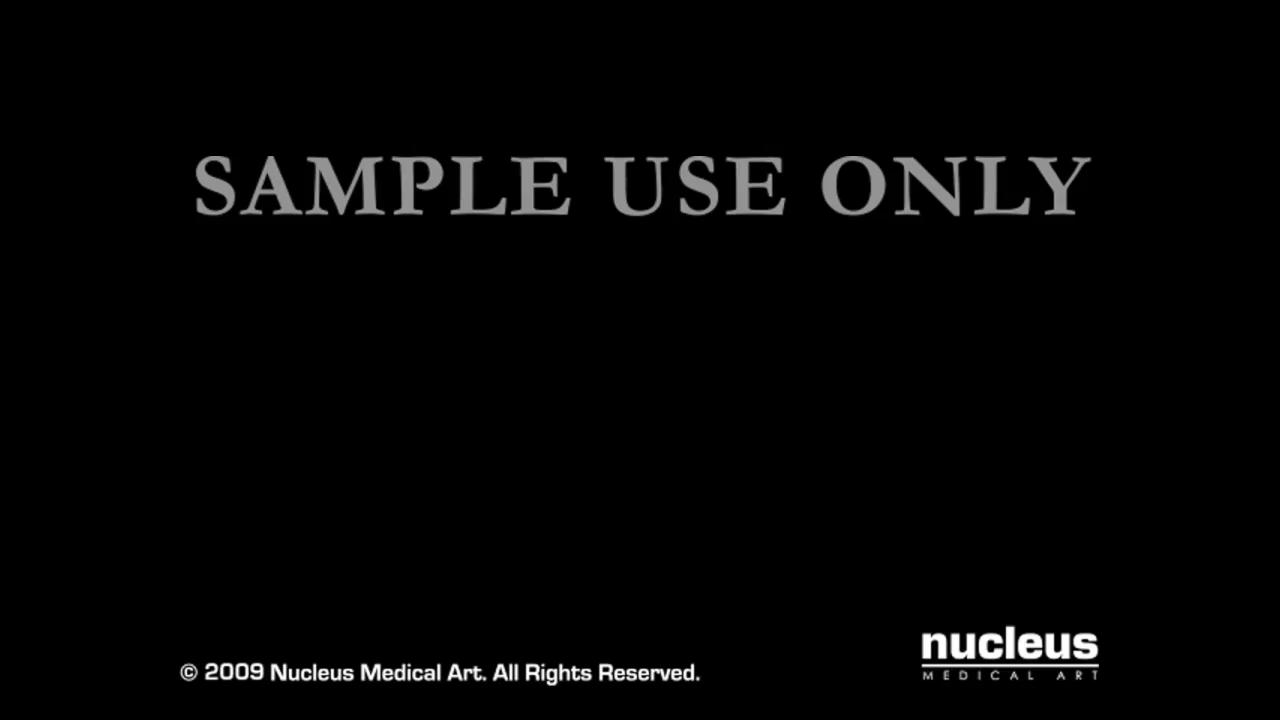 SAMPLE USE ONLY
© 2009 Nucleus Medical Art. All Rights Reserved.
nucleus
MEDICAL ART